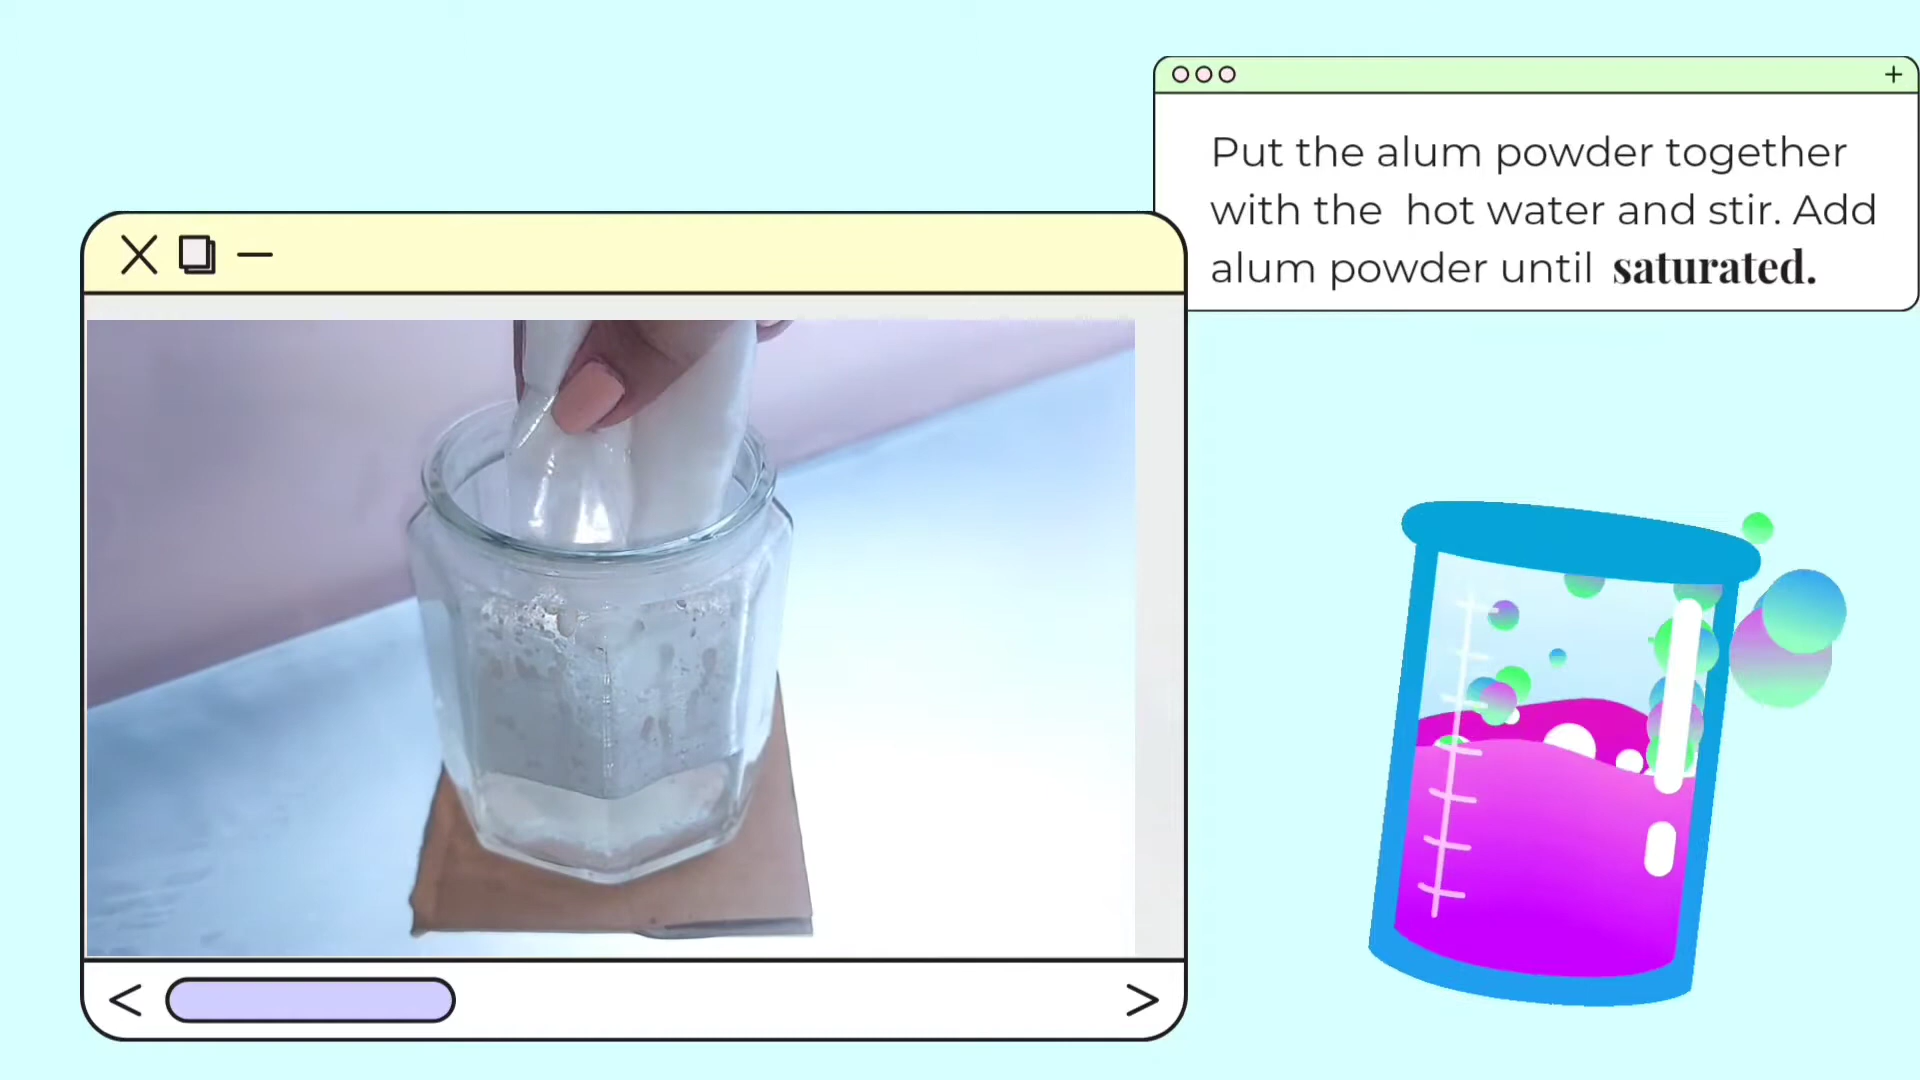 Put the alum powder together
with the hot water and stir. Add
alum powder until saturated.